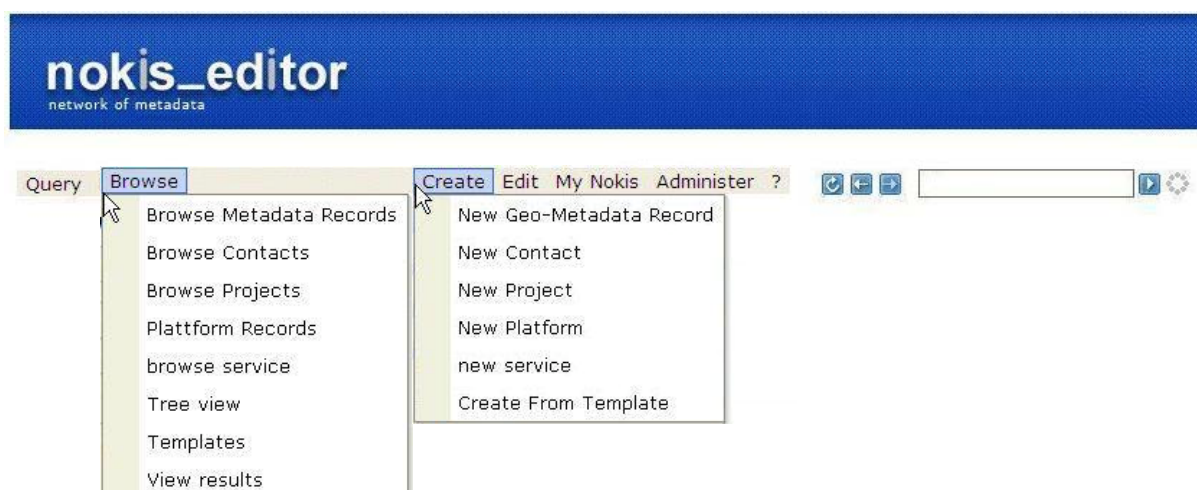 nokis_editor
network of metadata
Query Browse Create Edit My Nokis Administer ?
Browse Metadata Records
Browse Contacts
Browse Projects
Plattform Records
browse service
Tree view
Templates
View results
New Geo-Metadata Record
New Contact
New Project
New Platform
new service
Create From Template